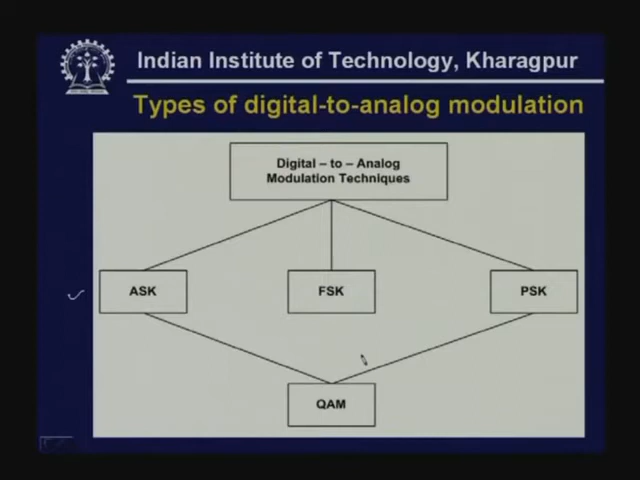 Indian Institute of Technology, Kharagpur
Types of digital-to-analog modulation
Digital – to – Analog
Modulation Techniques
ASK
FSK
PSK
QAM